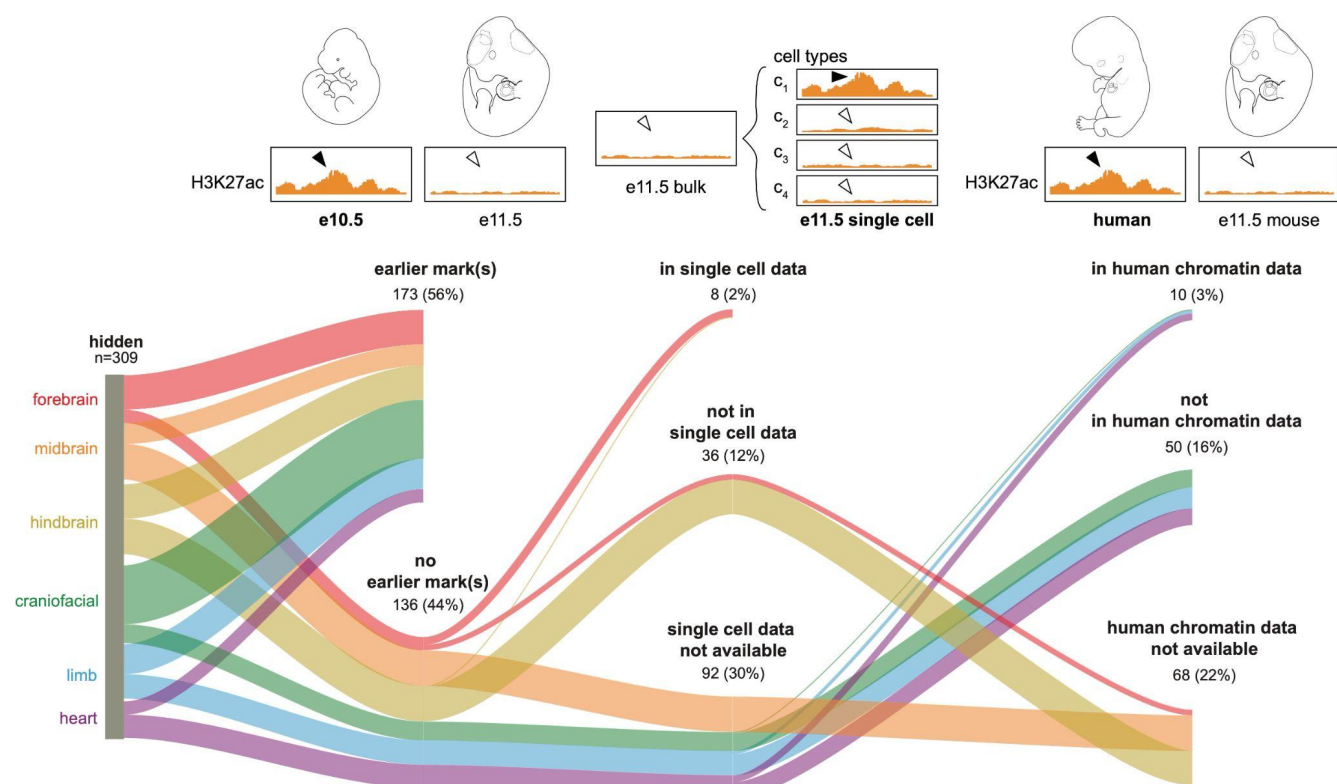 H3K27ac
e10.5
e11.5
e11.5 bulk
cell types
c1
c2
c3
c4
e11.5 single cell
H3K27ac
human
e11.5 mouse
hidden
n=309
forebrain
midbrain
hindbrain
craniofacial
limb
heart
earlier mark(s)
173 (56%)
no
earlier mark(s)
136 (44%)
in single cell data
8 (2%)
not in
single cell data
36 (12%)
single cell data
not available
92 (30%)
in human chromatin data
10 (3%)
not
in human chromatin data
50 (16%)
human chromatin data
not available
68 (22%)